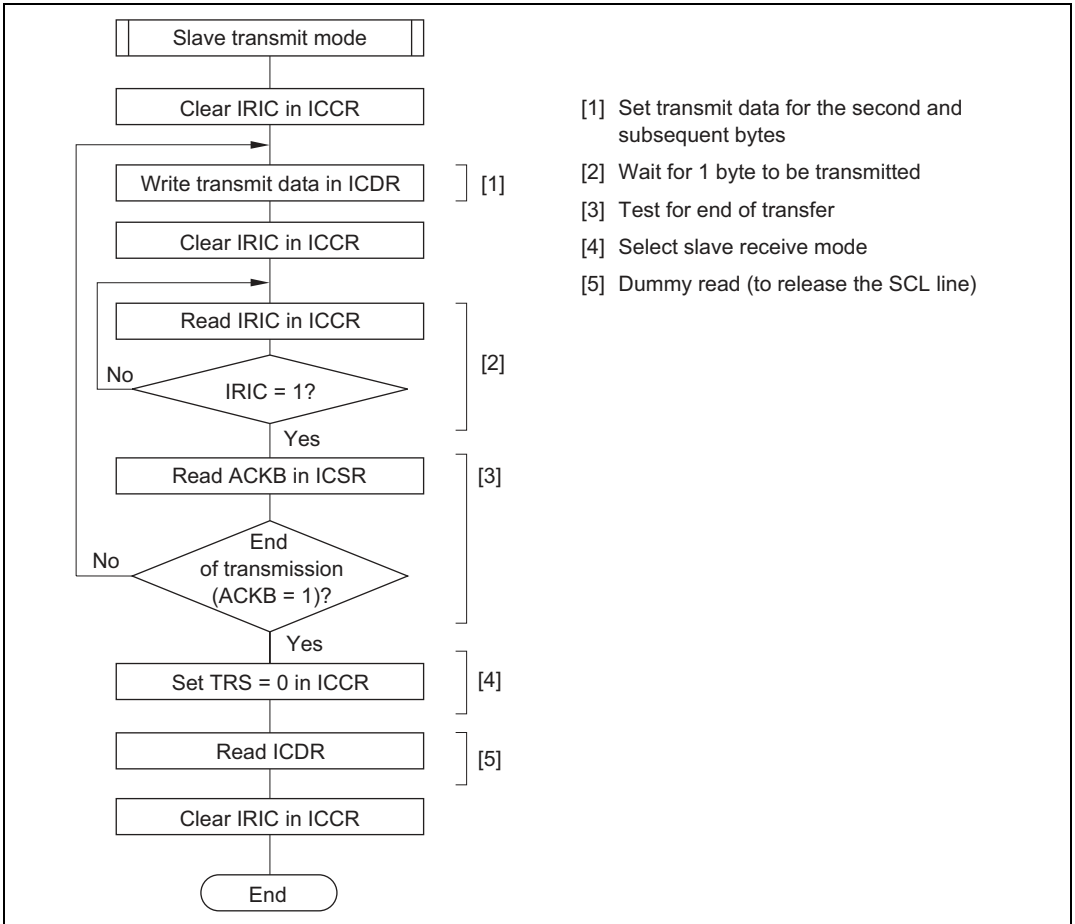 Slave transmit mode
Clear IRIC in ICCR
Write transmit data in ICDR
[1]
Clear IRIC in ICCR
Read IRIC in ICCR
[2]
No
IRIC = 1?
Yes
Read ACKB in ICSR
[3]
No
End
of transmission
(ACKB = 1)?
Yes
Set TRS = 0 in ICCR
[4]
Read ICDR
[5]
Clear IRIC in ICCR
End
[1] Set transmit data for the second and
subsequent bytes
[2] Wait for 1 byte to be transmitted
[3] Test for end of transfer
[4] Select slave receive mode
[5] Dummy read (to release the SCL line)